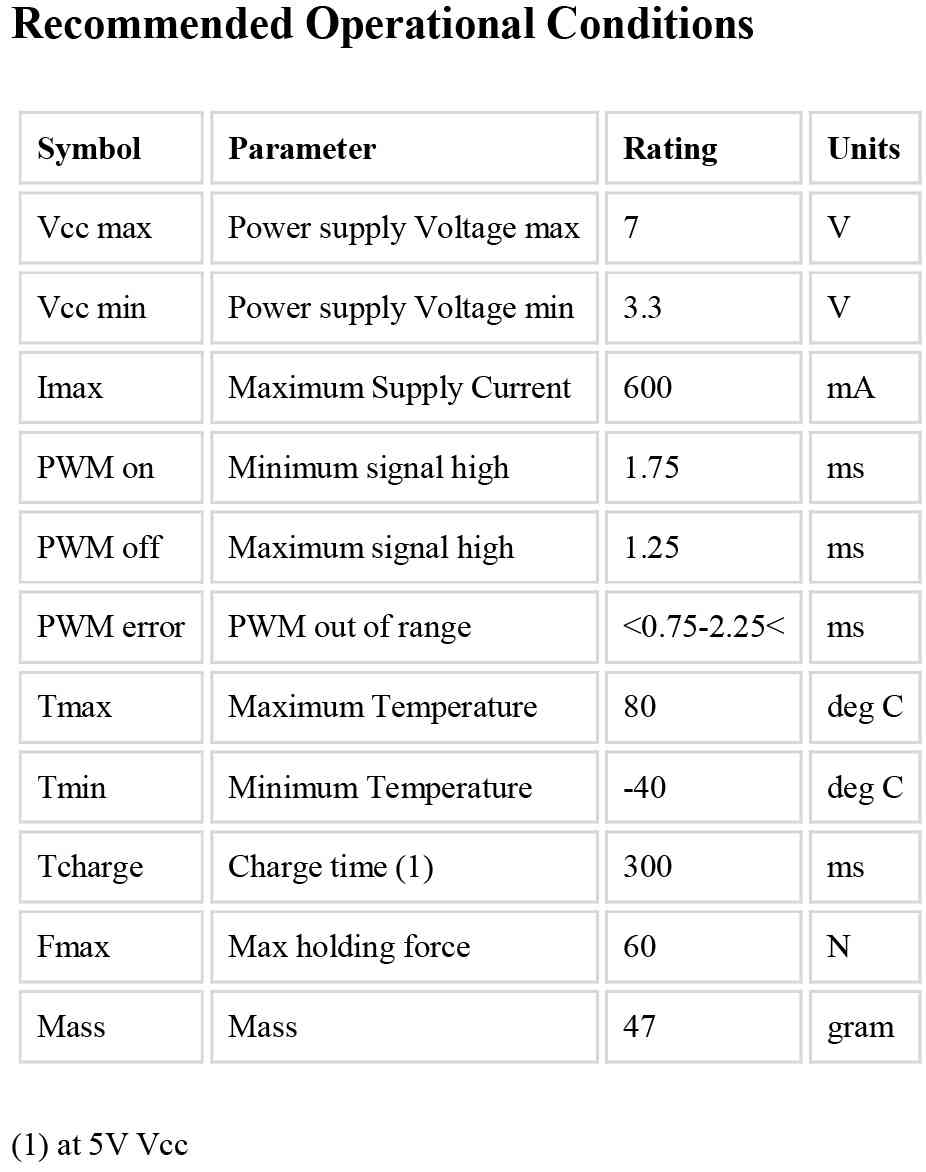 Recommended Operational Conditions
Symbol Parameter Rating Units
Vcc max Power supply Voltage max 7 V
Vcc min Power supply Voltage min 3.3 V
Imax Maximum Supply Current 600 mA
PWM on Minimum signal high 1.75 ms
PWM off Maximum signal high 1.25 ms
PWM error PWM out of range <0.75-2.25< ms
Tmax Maximum Temperature 80 deg C
Tmin Minimum Temperature -40 deg C
Tcharge Charge time (1) 300 ms
Fmax Max holding force 60 N
Mass Mass 47 gram
(1) at 5V Vcc